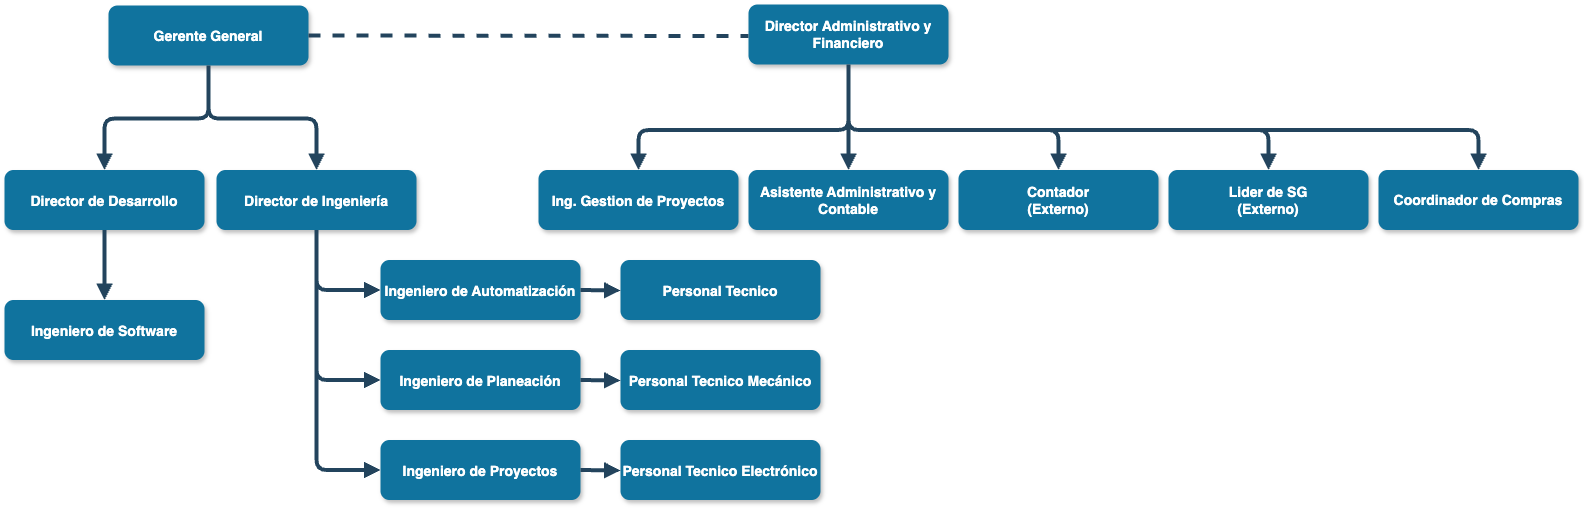 Gerente General
Director Administrativo y
Financiero
Director de Desarrollo
Director de Ingeniería
Ing. Gestion de Proyectos
Asistente Administrativo y
Contable
Contador
(Externo)
Lider de SG
(Externo)
Coordinador de Compras
Ingeniero de Automatización
Personal Tecnico
Ingeniero de Software
Ingeniero de Planeación
Personal Tecnico Mecánico
Ingeniero de Proyectos
Personal Tecnico Electrónico